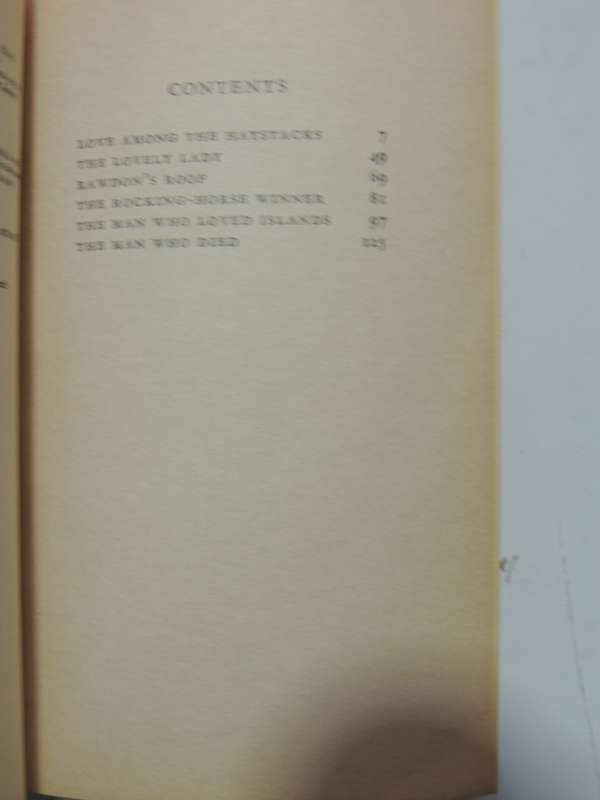 CONTENTS
LOVE AMONG THE HAYSTACKS 7
THE LOVELY LADY 49
RAWDON'S ROOF 69
THE ROCKING-HORSE WINNER 81
THE MAN WHO LOVED ISLANDS 97
THE MAN WHO DIED 125